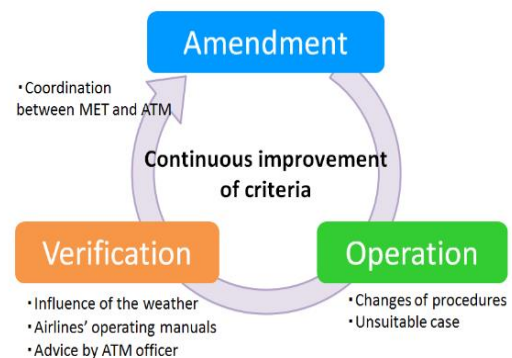 Amendment
・Coordination
between MET and ATM
Continuous improvement
of criteria
Verification
Operation
・Influence of the weather
・Airlines' operating manuals
・Advice by ATM officer
・Changes of procedures
・Unsuitable case